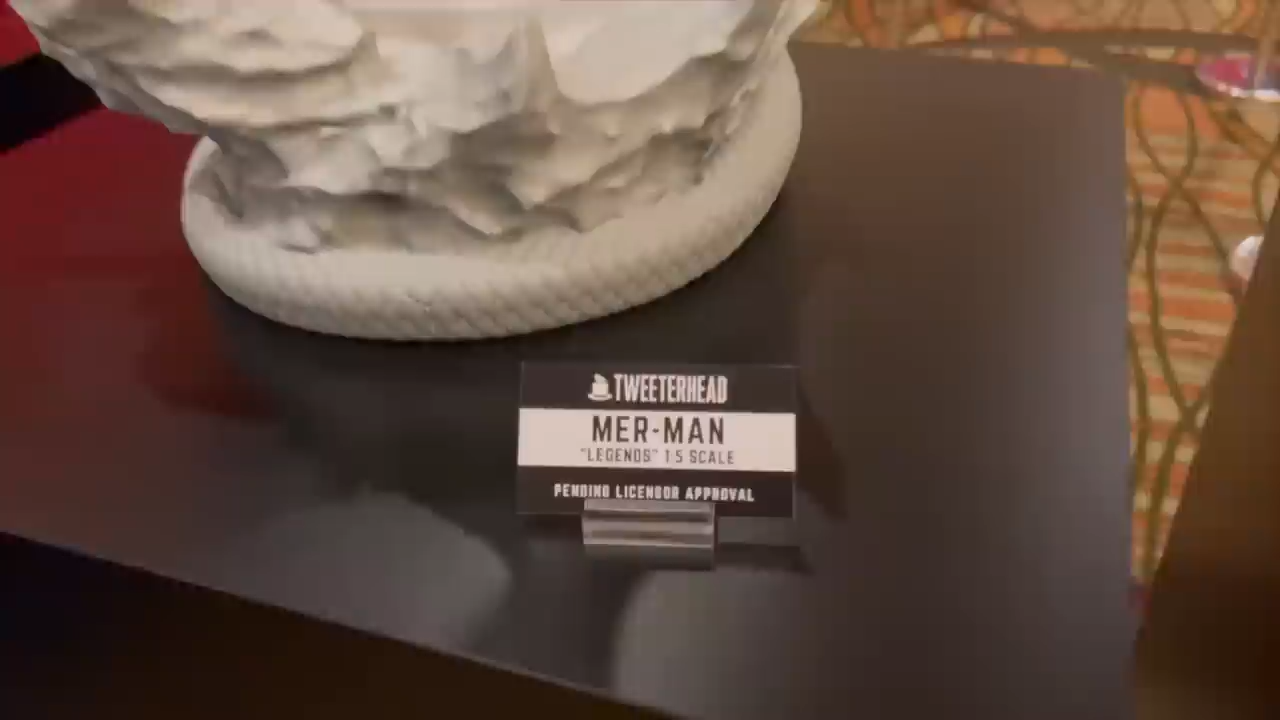 TWEETERHEAD
MER-MAN
"LEGENDS" 1:5 SCALE
PENDING LICENSOR APPROVAL